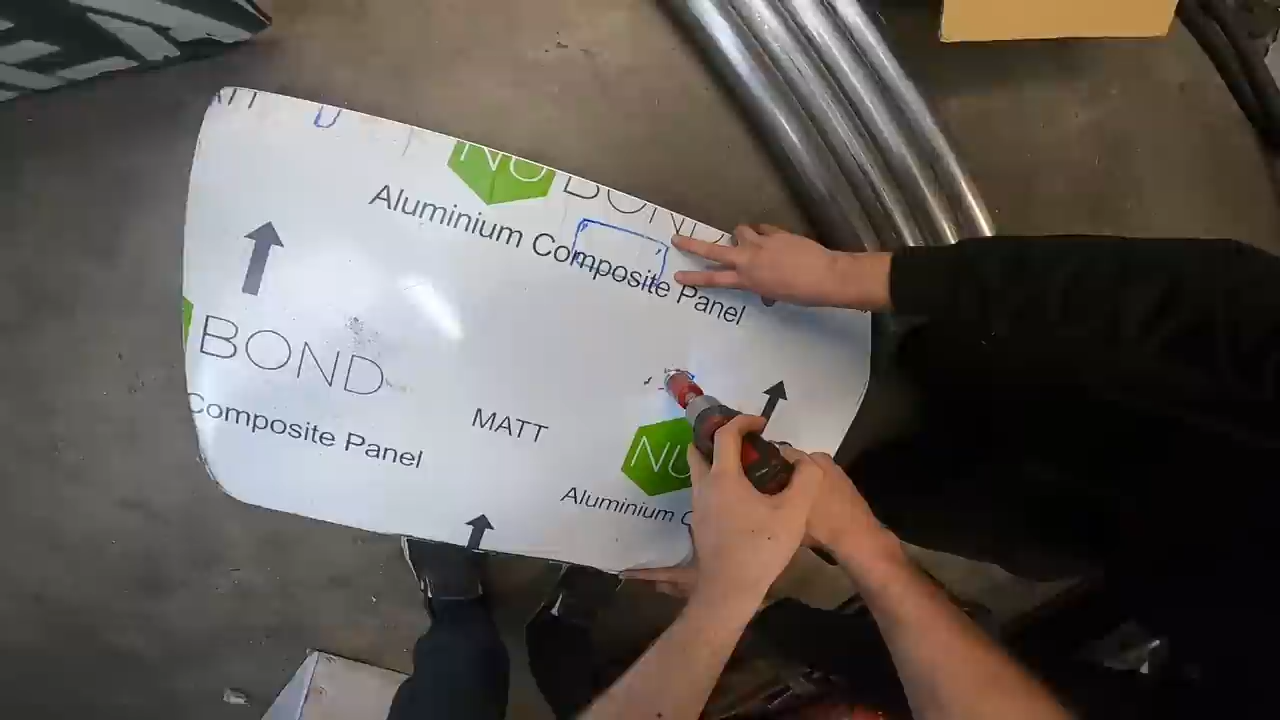 NU BOND
Aluminium Composite Panel
BOND
Composite Panel
MATT
NU
Aluminium